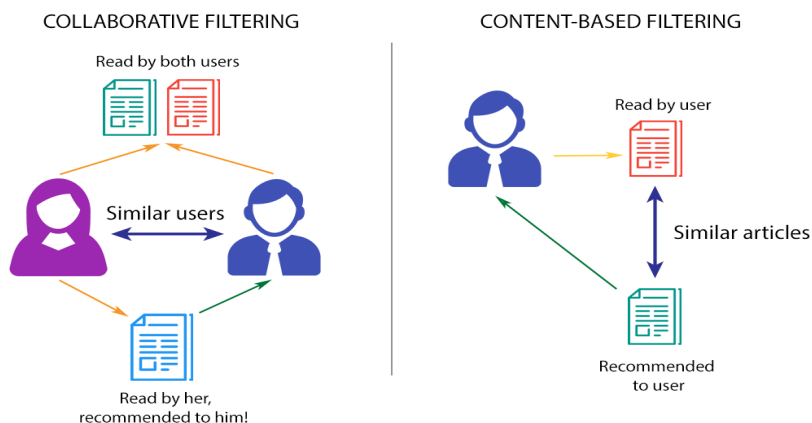 COLLABORATIVE FILTERING
Read by both users
Similar users
Read by her,
recommended to him!
CONTENT-BASED FILTERING
Read by user
Similar articles
Recommended
to user